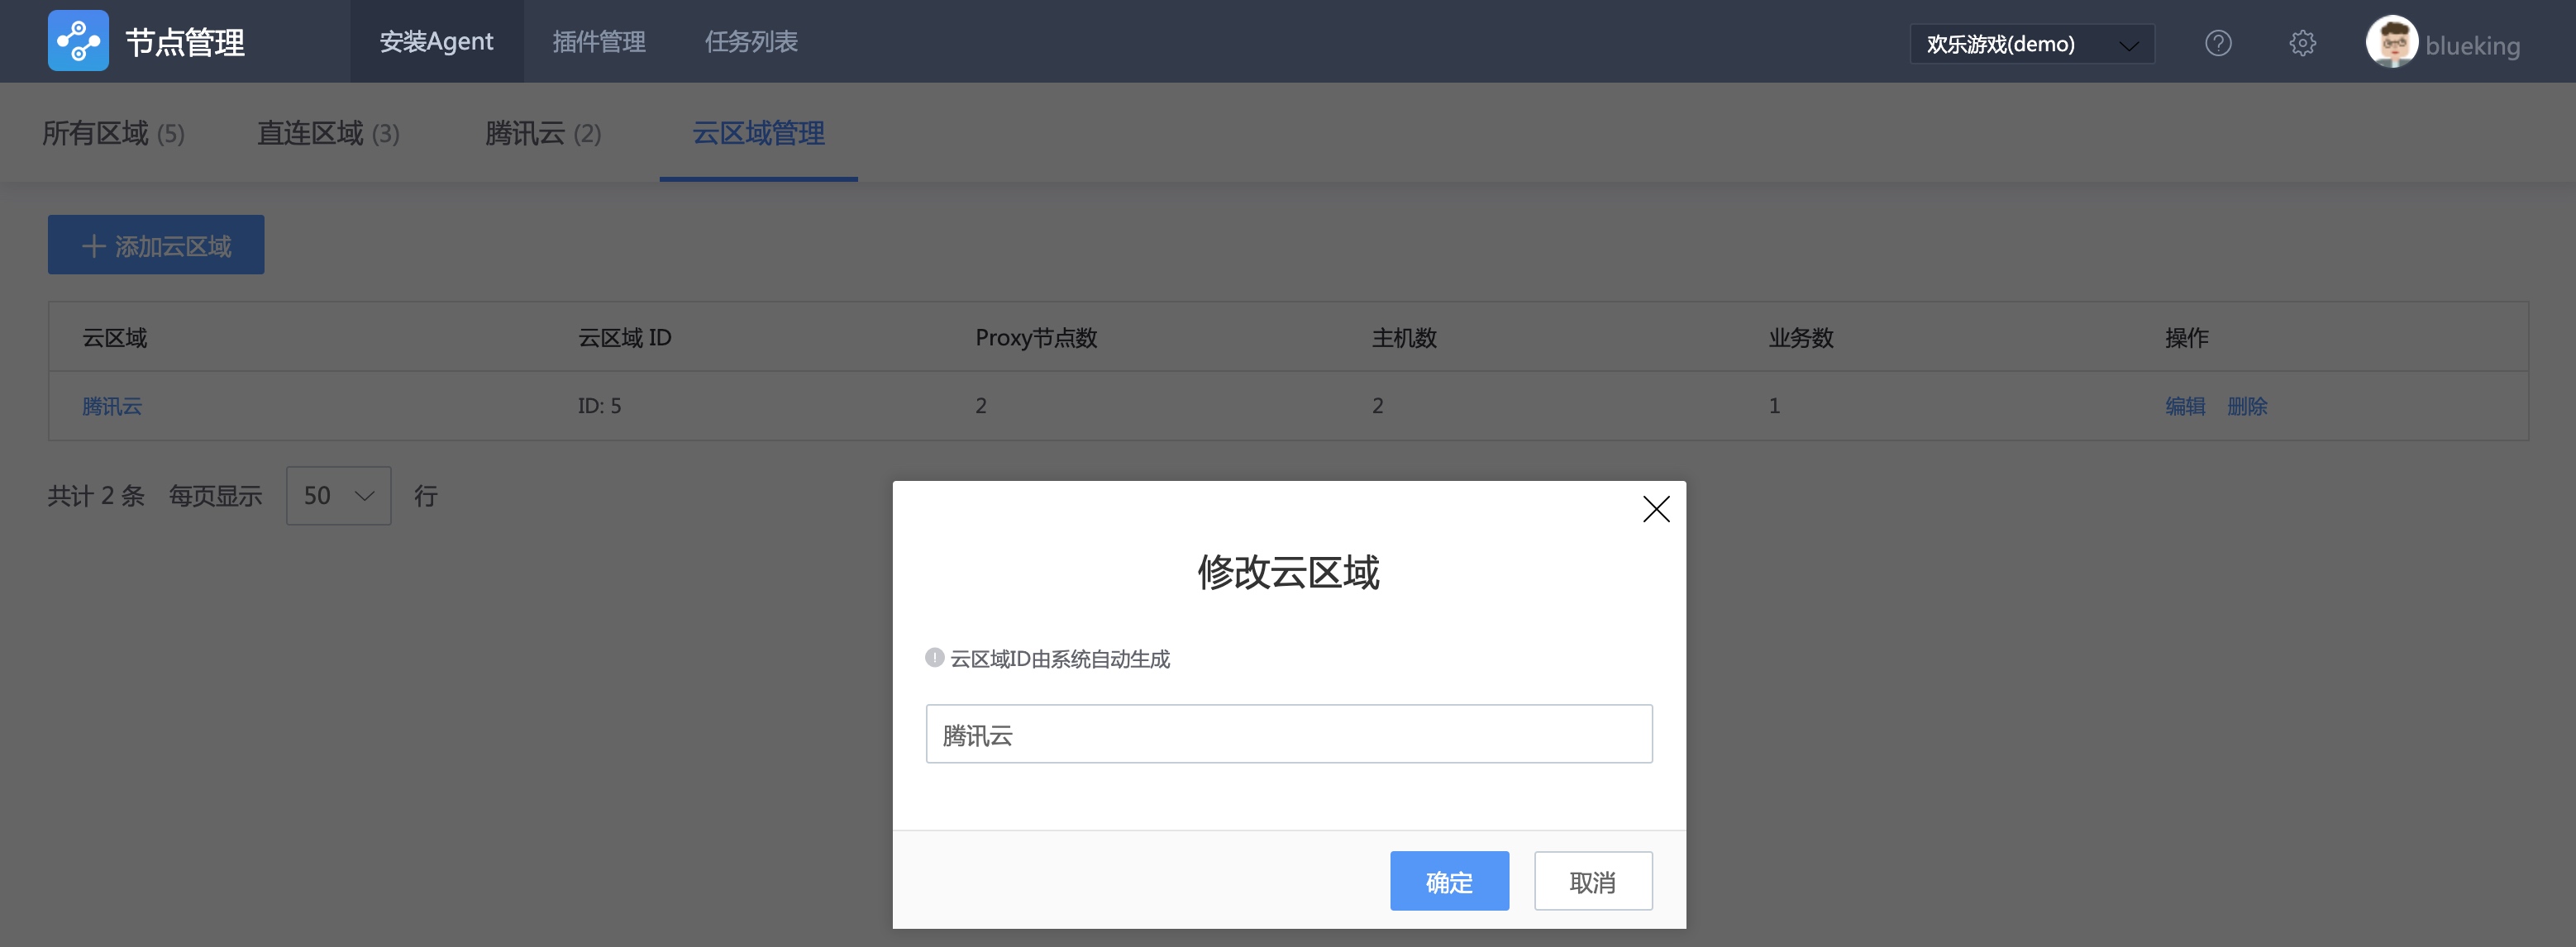 节点管理 安装Agent 插件管理 任务列表 欢乐游戏(demo) blueking
所有区域 (5) 直连区域 (3) 腾讯云 (2) 云区域管理
添加云区域
云区域 云区域 ID Proxy节点数 主机数 业务数 操作
腾讯云 ID: 5 2 2 1 编辑 删除
共计 2 条 每页显示 50 行
修改云区域
云区域ID由系统自动生成
腾讯云
确定 取消